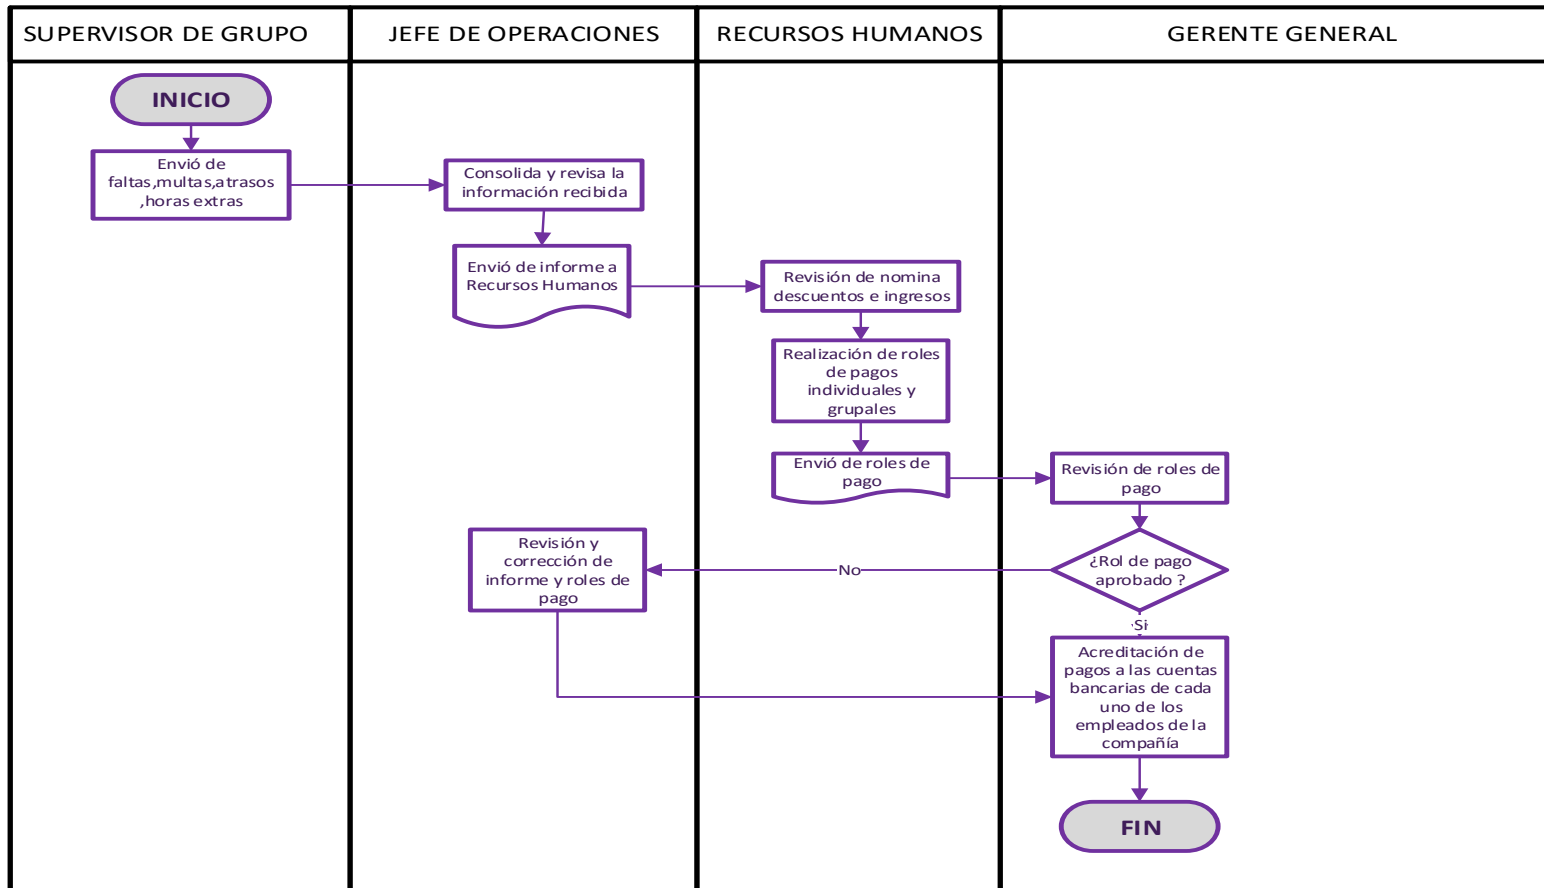 SUPERVISOR DE GRUPO
JEFE DE OPERACIONES
RECURSOS HUMANOS
GERENTE GENERAL
INICIO
Envió de
faltas,multas,atrasos
,horas extras
Consolida y revisa la
información recibida
Envió de informe a
Recursos Humanos
Revisión de nomina
descuentos e ingresos
Realización de roles
de pagos
individuales y
grupales
Envió de roles de
pago
Revisión de roles de
pago
¿Rol de pago
aprobado ?
No
Revisión y
corrección de
informe y roles de
pago
Si
Acreditación de
pagos a las cuentas
bancarias de cada
uno de los
empleados de la
compañía
FIN